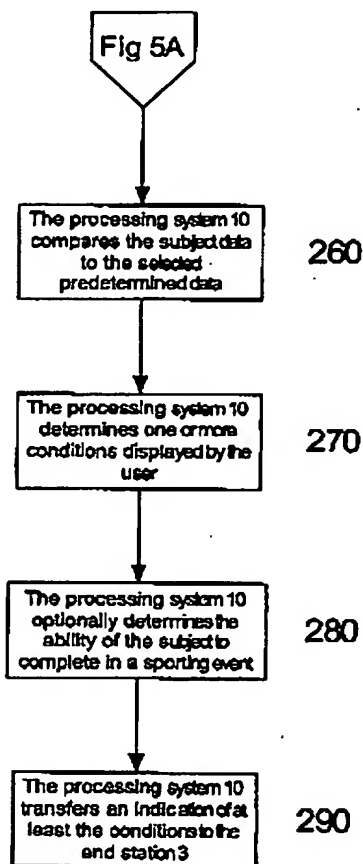 Fig 5A
The processing system 10
compares the subject data
to the selected
predetermined data
260
The processing system 10
determines one or more
conditions displayed by the
user
270
The processing system 10
optionally determines the
ability of the subject to
complete in a sporting event
280
The processing system 10
transfers an indication of at
least the conditions to the
end station 3
290